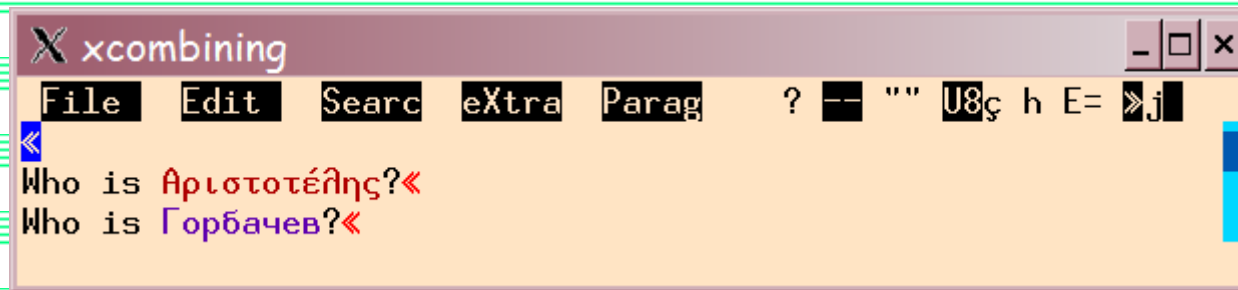 xcombining
File Edit Searc eXtra Parag ? -- "" U8ç h E= »j
«
Who is Αριστοτέλης?«
Who is Горбачев?«